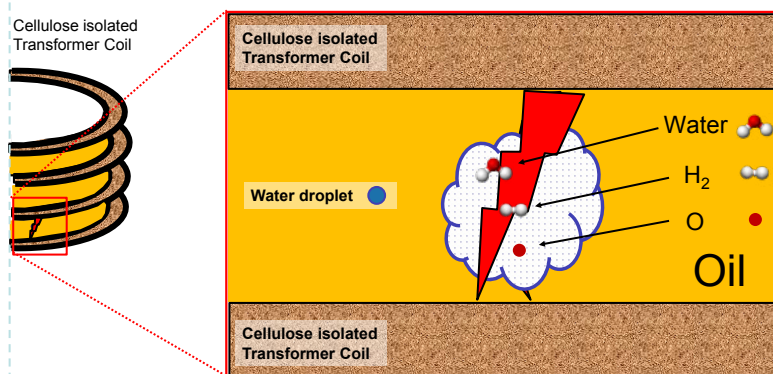 Cellulose isolated
Transformer Coil
Cellulose isolated
Transformer Coil
Water
H₂
Water droplet
O
Oil
Cellulose isolated
Transformer Coil